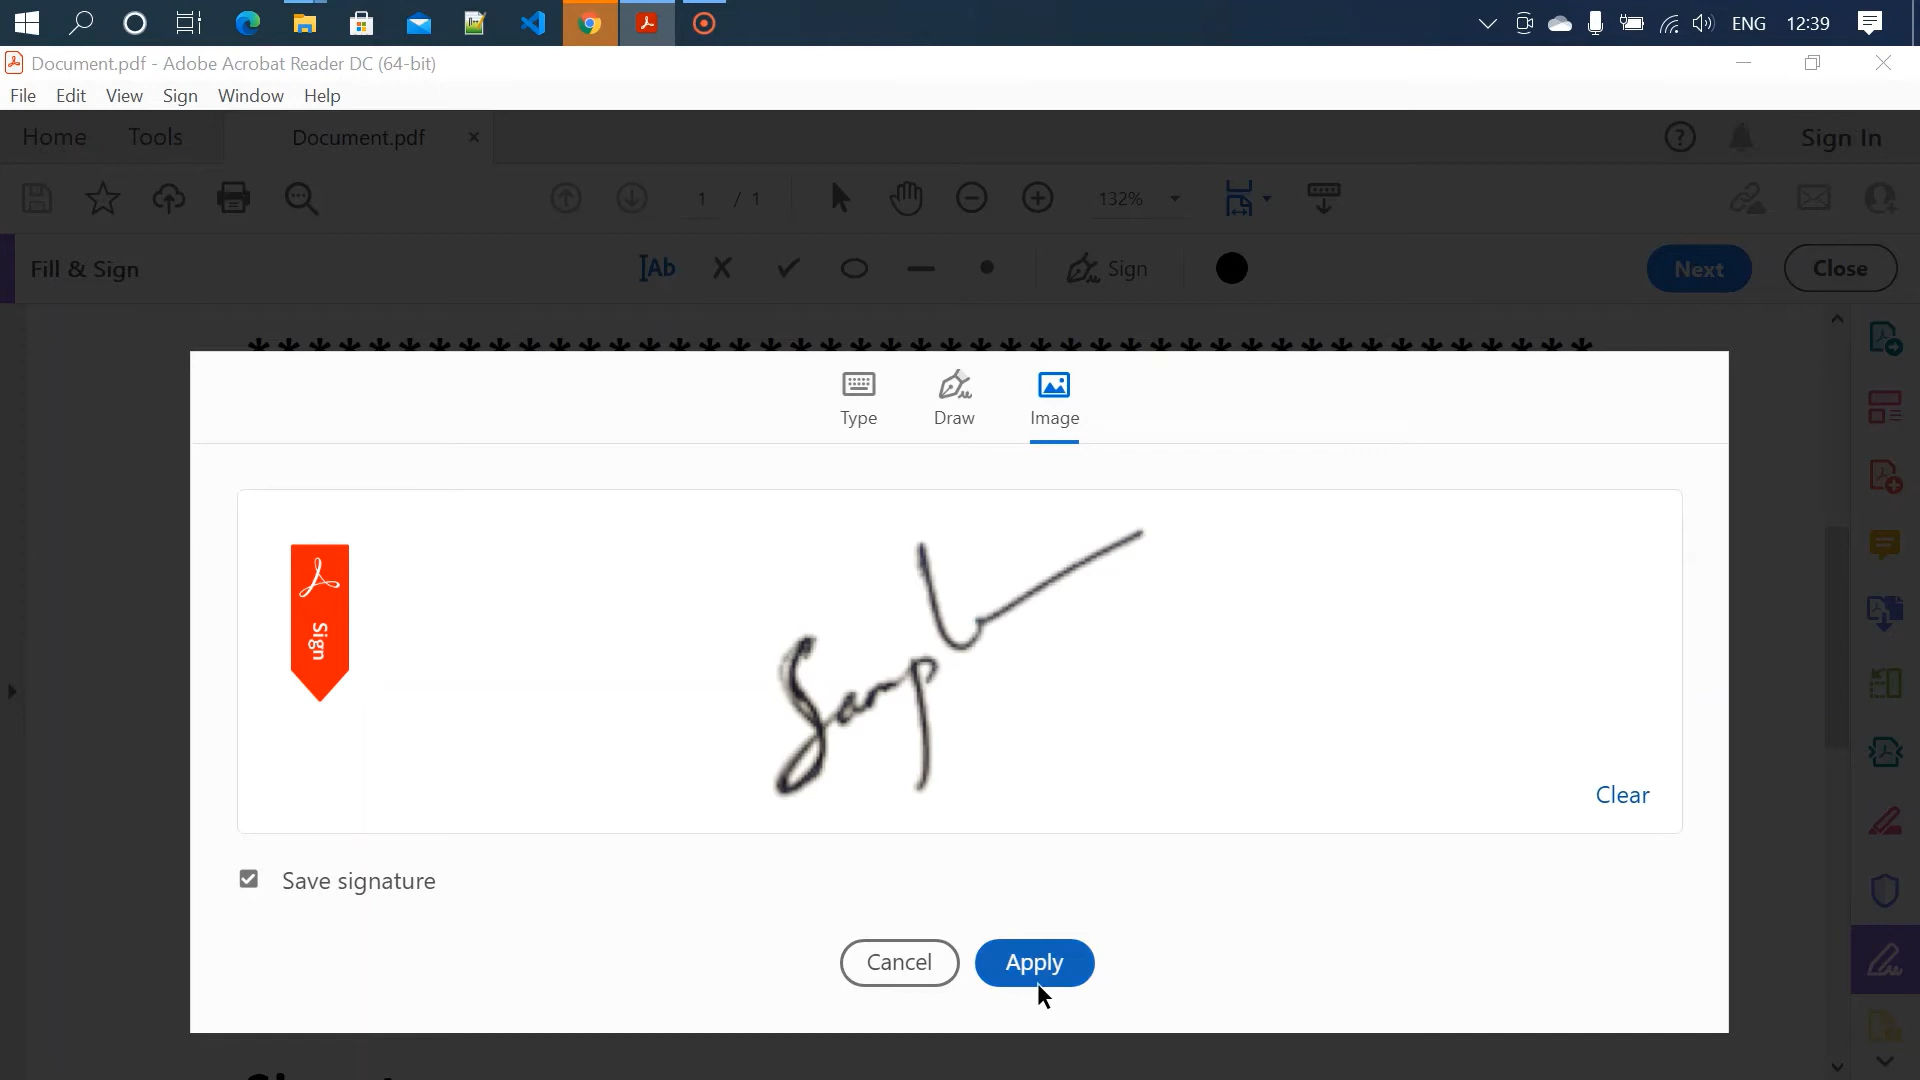 ENG 12:39
Document.pdf - Adobe Acrobat Reader DC (64-bit)
File Edit View Sign Window Help
Home Tools Document.pdf × Sign In
1 / 1 132%
Fill & Sign Ab Sign Next Close
************************************************
Type Draw Image
Sign
Sample
Clear
Save signature
Cancel Apply